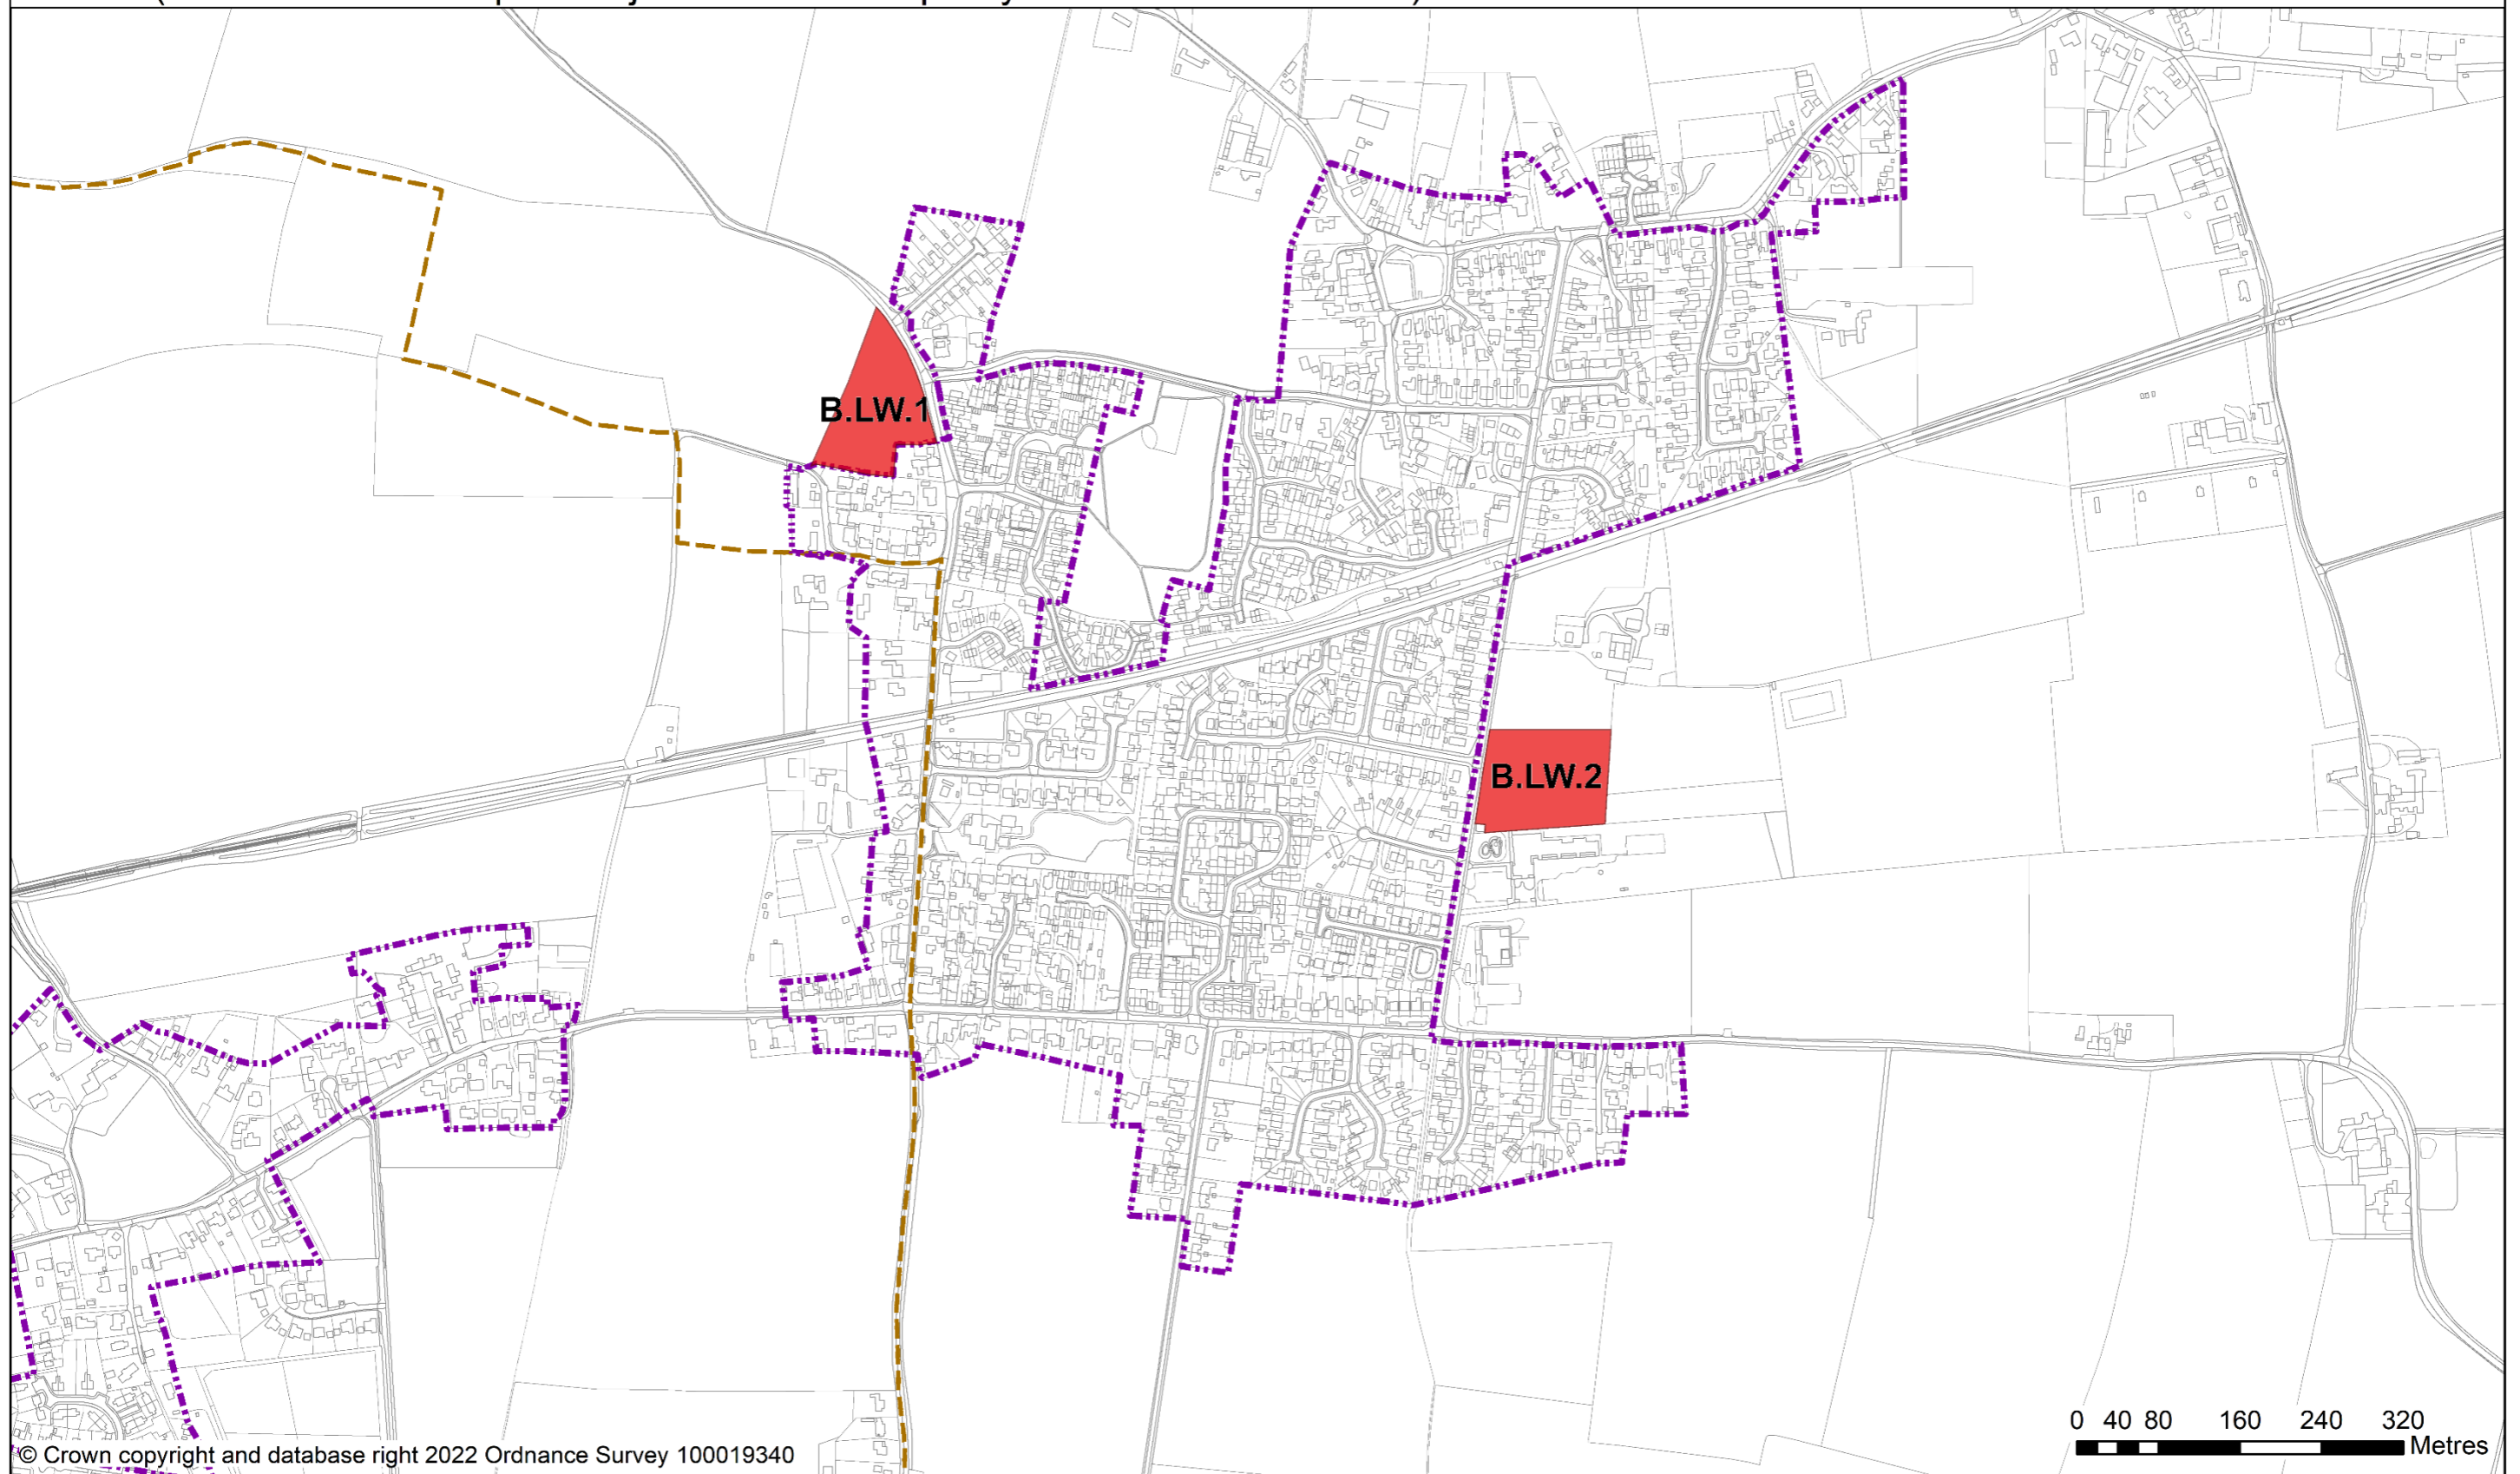 B.LW.1
B.LW.2
0 40 80 160 240 320
Metres
© Crown copyright and database right 2022 Ordnance Survey 100019340